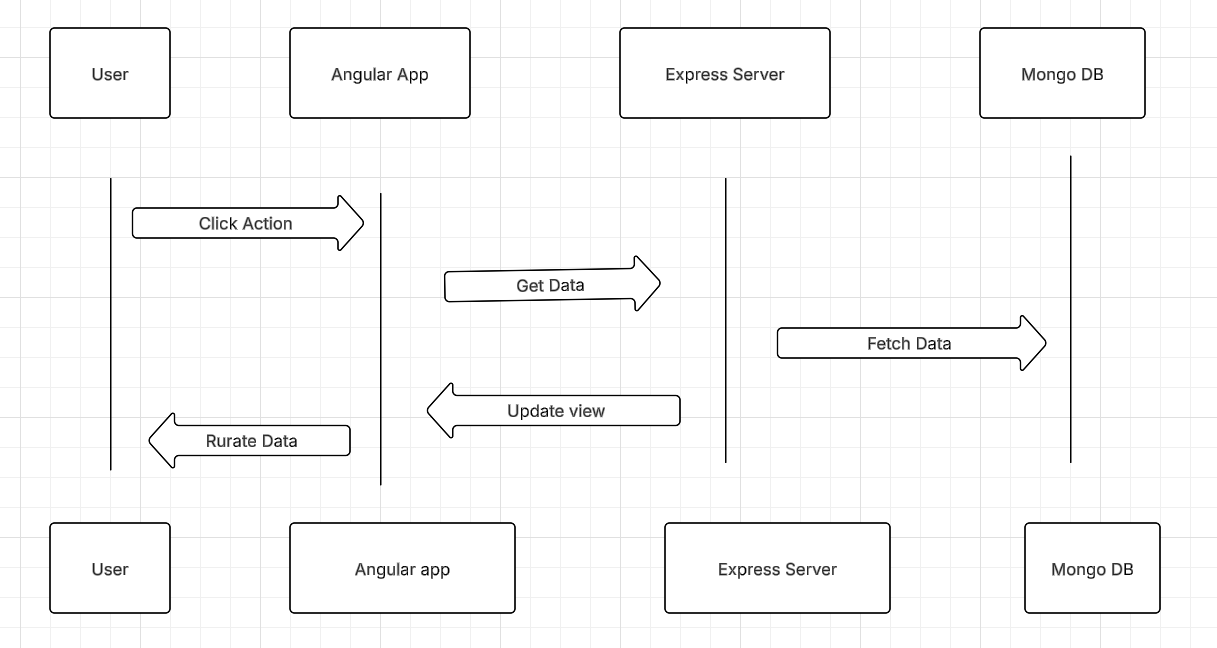 User
Angular App
Express Server
Mongo DB
Click Action
Get Data
Fetch Data
Update view
Rurate Data
User
Angular app
Express Server
Mongo DB